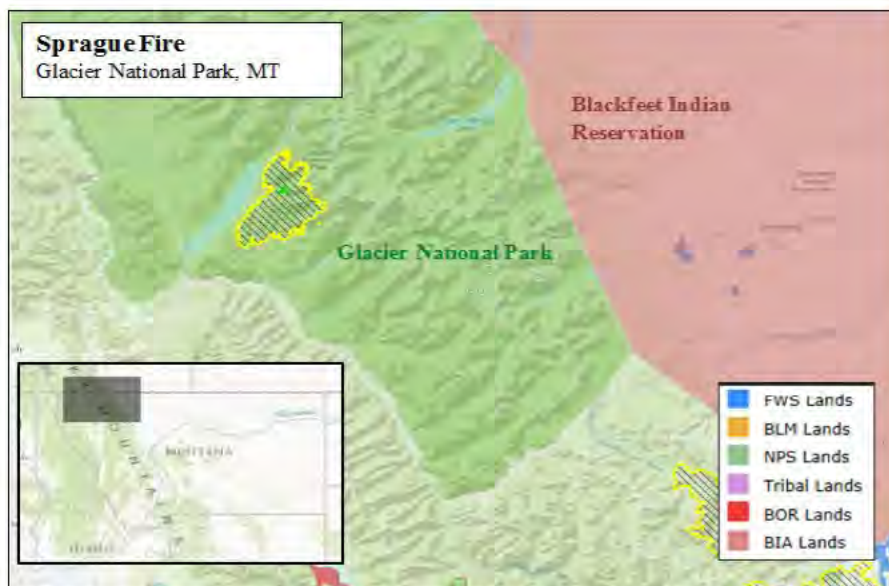 Sprague Fire
Glacier National Park, MT
Blackfeet Indian
Reservation
Glacier National Park
MONTANA
FWS Lands
BLM Lands
NPS Lands
Tribal Lands
BOR Lands
BIA Lands